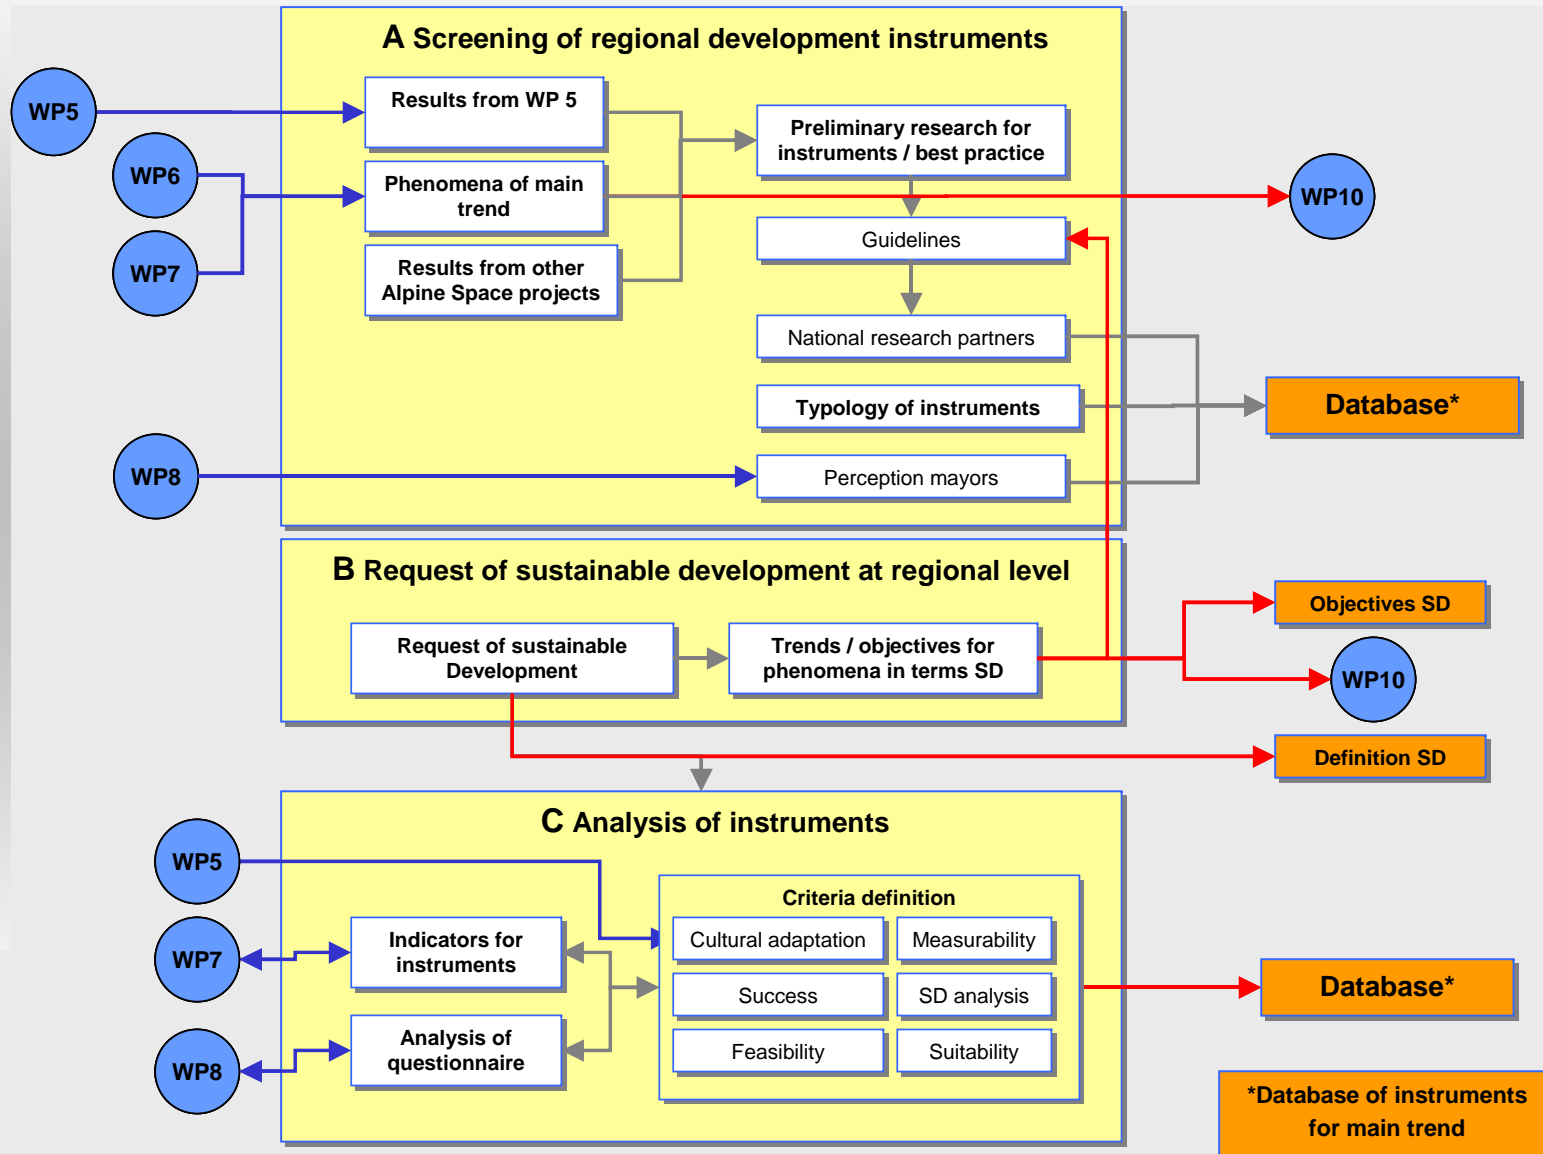 A Screening of regional development instruments
WP5
Results from WP 5
Preliminary research for
instruments / best practice
WP6
Phenomena of main
trend
WP10
WP7
Guidelines
Results from other
Alpine Space projects
National research partners
Typology of instruments
Database*
WP8
Perception mayors
B Request of sustainable development at regional level
Request of sustainable
Development
Trends / objectives for
phenomena in terms SD
Objectives SD
WP10
Definition SD
C Analysis of instruments
WP5
Criteria definition
WP7
Indicators for
instruments
Cultural adaptation
Measurability
Success
SD analysis
Database*
WP8
Analysis of
questionnaire
Feasibility
Suitability
*Database of instruments
for main trend